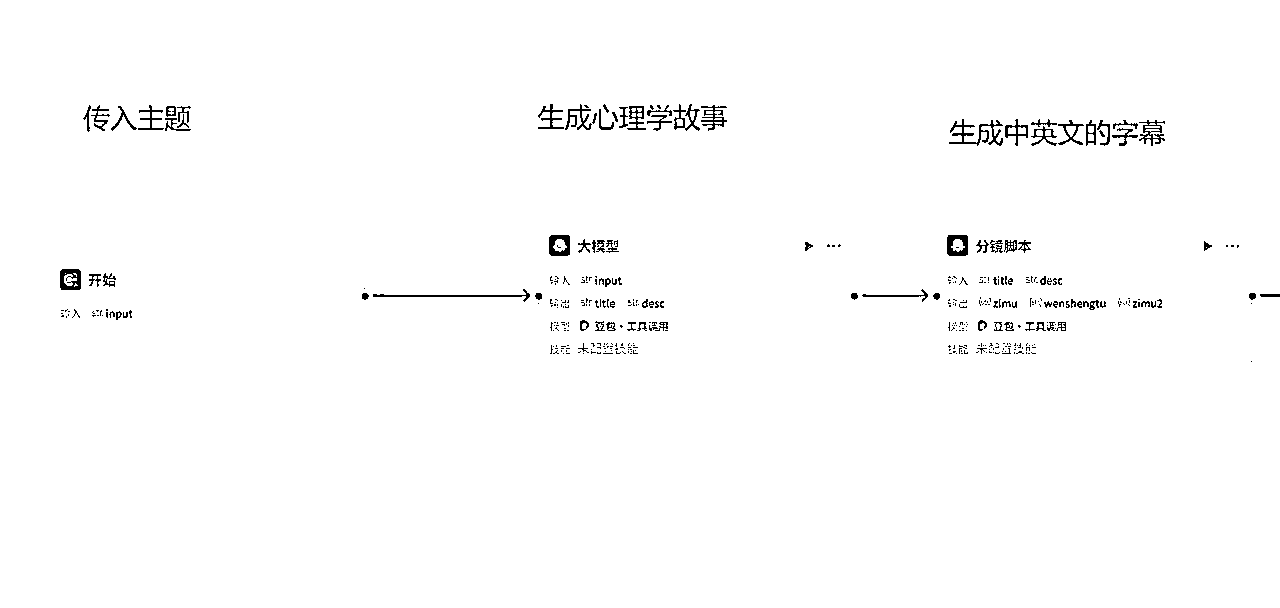 传入主题
生成心理学故事
生成中英文的字幕
开始
输入 str input
大模型
输入 str input
输出 str title str desc
模型 豆包·工具调用
技能 未配置技能
分镜脚本
输入 str title str desc
输出 zimu wenshengtu zimu2
模型 豆包·工具调用
技能 未配置技能